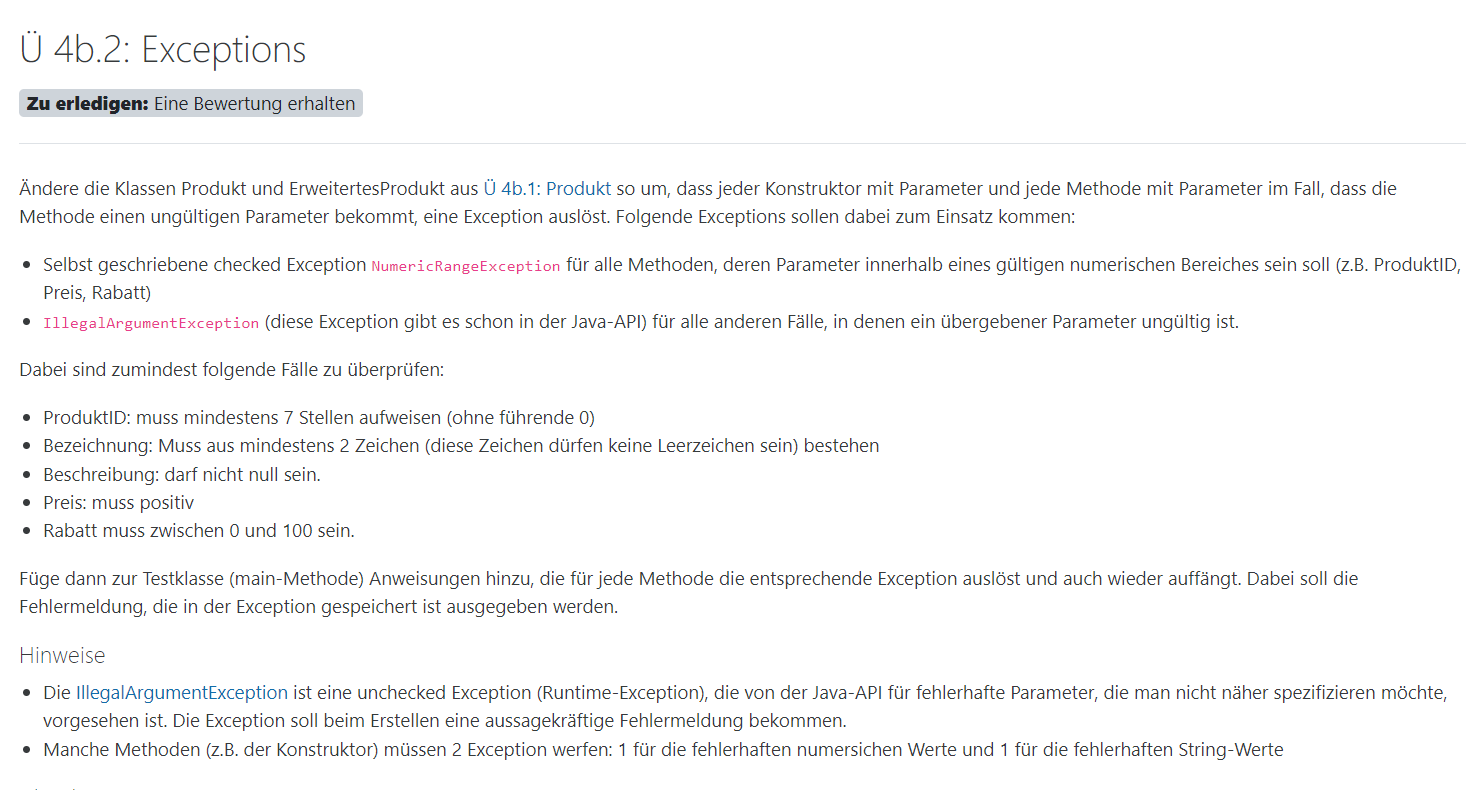 Ü 4b.2: Exceptions
Zu erledigen: Eine Bewertung erhalten
Ändere die Klassen Produkt und ErweitertesProdukt aus Ü 4b.1: Produkt so um, dass jeder Konstruktor mit Parameter und jede Methode mit Parameter im Fall, dass die
Methode einen ungültigen Parameter bekommt, eine Exception auslöst. Folgende Exceptions sollen dabei zum Einsatz kommen:
• Selbst geschriebene checked Exception NumericRangeException für alle Methoden, deren Parameter innerhalb eines gültigen numerischen Bereiches sein soll (z.B. ProduktID,
Preis, Rabatt)
• IllegalArgumentException (diese Exception gibt es schon in der Java-API) für alle anderen Fälle, in denen ein übergebener Parameter ungültig ist.
Dabei sind zumindest folgende Fälle zu überprüfen:
• ProduktID: muss mindestens 7 Stellen aufweisen (ohne führende 0)
• Bezeichnung: Muss aus mindestens 2 Zeichen (diese Zeichen dürfen keine Leerzeichen sein) bestehen
• Beschreibung: darf nicht null sein.
• Preis: muss positiv
• Rabatt muss zwischen 0 und 100 sein.
Füge dann zur Testklasse (main-Methode) Anweisungen hinzu, die für jede Methode die entsprechende Exception auslöst und auch wieder auffängt. Dabei soll die
Fehlermeldung, die in der Exception gespeichert ist ausgegeben werden.
Hinweise
• Die IllegalArgumentException ist eine unchecked Exception (Runtime-Exception), die von der Java-API für fehlerhafte Parameter, die man nicht näher spezifizieren möchte,
vorgesehen ist. Die Exception soll beim Erstellen eine aussagekräftige Fehlermeldung bekommen.
• Manche Methoden (z.B. der Konstruktor) müssen 2 Exception werfen: 1 für die fehlerhaften numersichen Werte und 1 für die fehlerhaften String-Werte